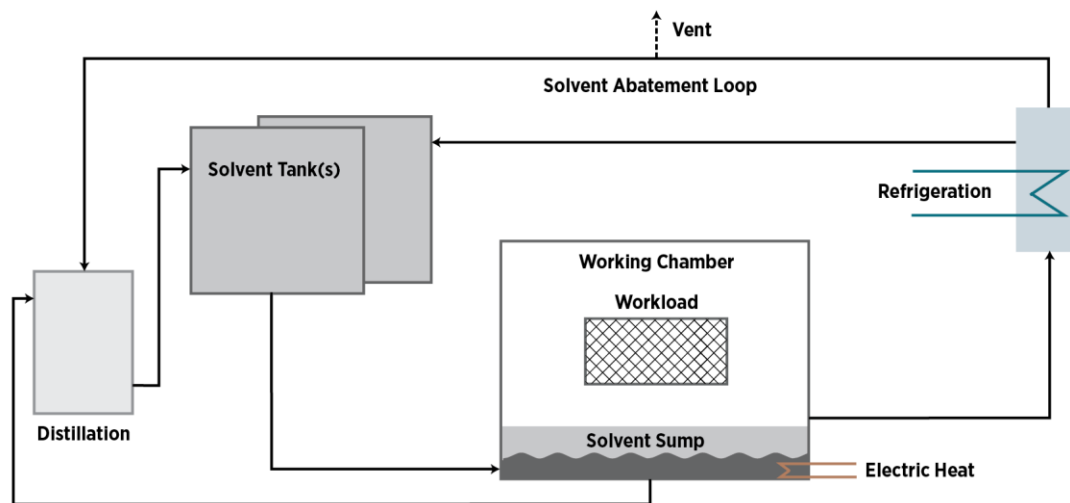 Vent
Solvent Abatement Loop
Solvent Tank(s)
Refrigeration
Working Chamber
Workload
Distillation
Solvent Sump
Electric Heat